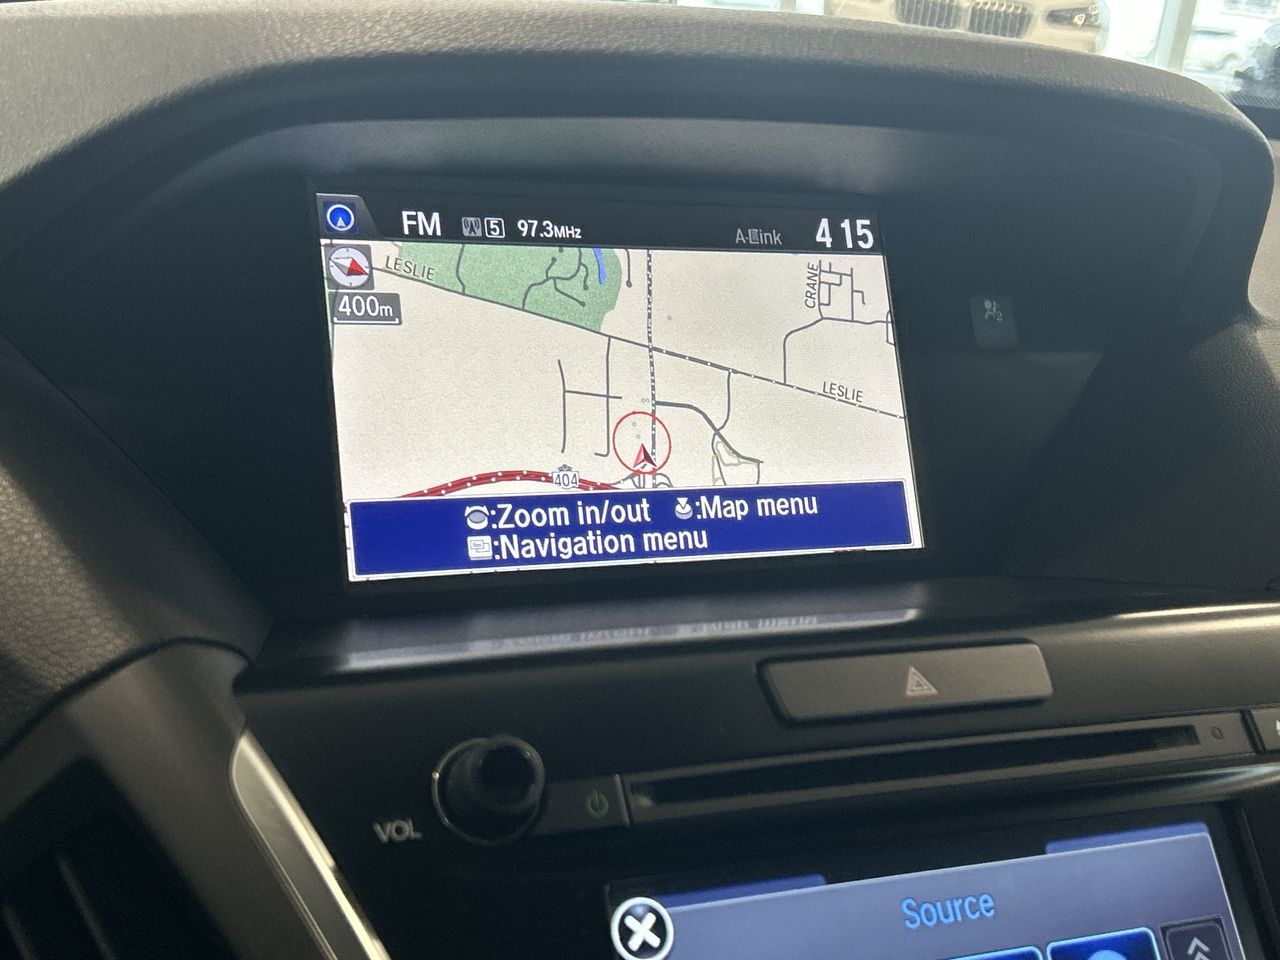 FM 5 97.3MHz A-Link 4 15
LESLIE
CRANE
400m
LESLIE
404
:Zoom in/out :Map menu
:Navigation menu
VOL
Source